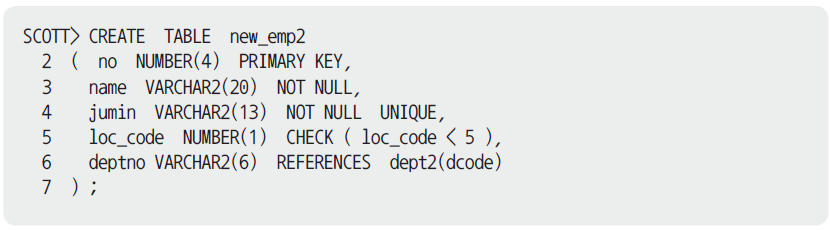 SCOTT> CREATE TABLE new_emp2
2 ( no NUMBER(4) PRIMARY KEY,
3 name VARCHAR2(20) NOT NULL,
4 jumin VARCHAR2(13) NOT NULL UNIQUE,
5 loc_code NUMBER(1) CHECK ( loc_code < 5 ),
6 deptno VARCHAR2(6) REFERENCES dept2(dcode)
7 ) ;